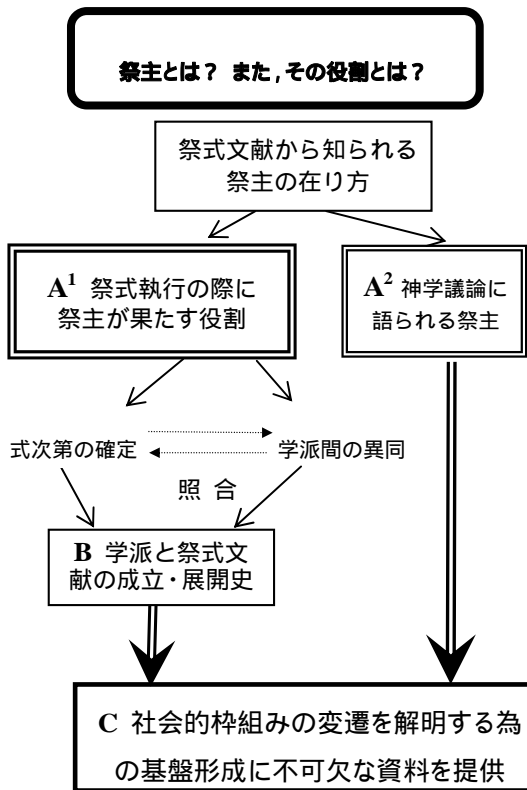 祭主とは？ また,その役割とは？
祭式文献から知られる
祭主の在り方
A¹ 祭式執行の際に
祭主が果たす役割
A² 神学議論に
語られる祭主
式次第の確定
学派間の異同
照 合
B 学派と祭式文
献の成立・展開史
C 社会的枠組みの変遷を解明する為
の基盤形成に不可欠な資料を提供